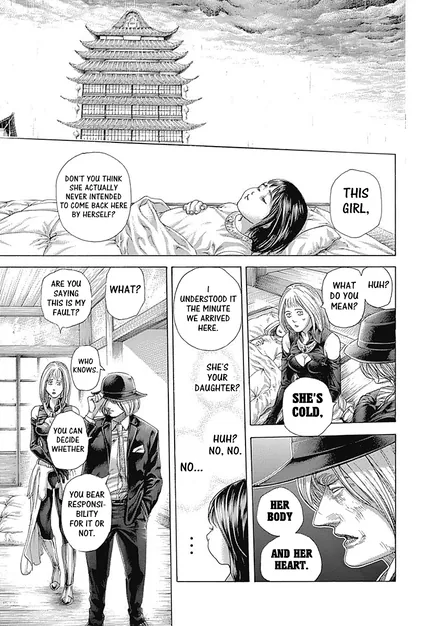 THIS
GIRL,
DON'T YOU
THINK
SHE ACTUALLY
NEVER INTENDED
TO COME BACK HERE
BY HERSELF?
HUH?
WHAT
DO YOU
MEAN?
SHE'S
COLD,
HER
BODY
AND HER
HEART.
I
UNDERSTOOD IT
THE MINUTE
WE ARRIVED
HERE.
SHE'S
YOUR
DAUGHTER?
HUH?
NO, NO.
NO...
...
WHAT?
ARE YOU
SAYING
THIS IS MY
FAULT?
WHO
KNOWS.
YOU CAN
DECIDE
WHETHER
YOU BEAR
RESPONSI-
BILITY
FOR IT OR
NOT.